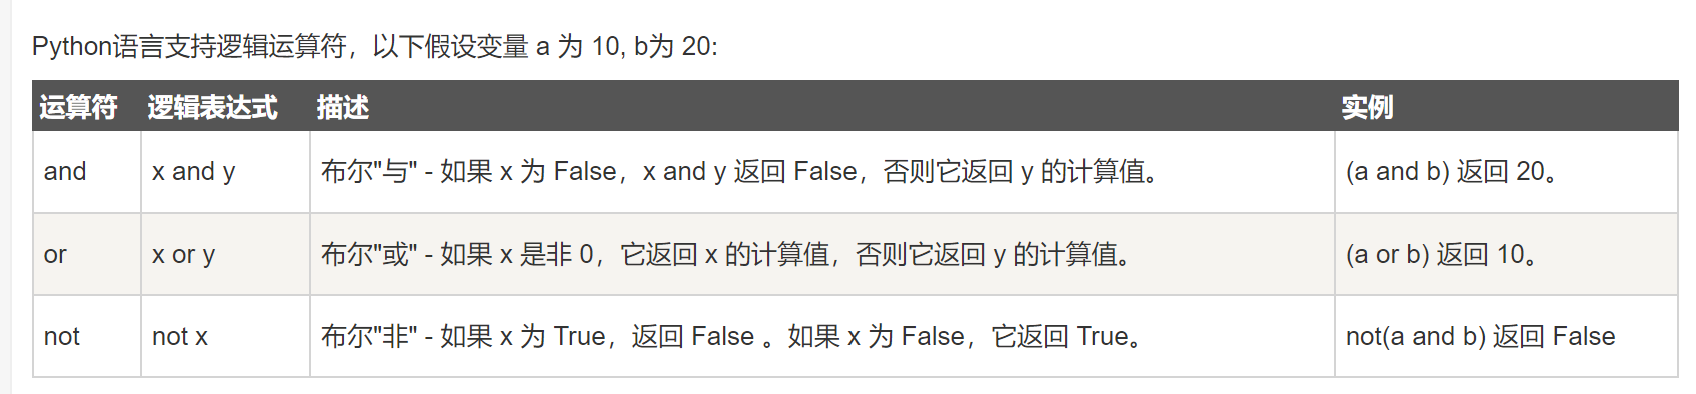 Python语言支持逻辑运算符，以下假设变量 a 为 10, b为 20:
运算符 逻辑表达式 描述 实例
and x and y 布尔"与" - 如果 x 为 False，x and y 返回 False，否则它返回 y 的计算值。 (a and b) 返回 20。
or x or y 布尔"或" - 如果 x 是非 0，它返回 x 的计算值，否则它返回 y 的计算值。 (a or b) 返回 10。
not not x 布尔"非" - 如果 x 为 True，返回 False 。如果 x 为 False，它返回 True。 not(a and b) 返回 False